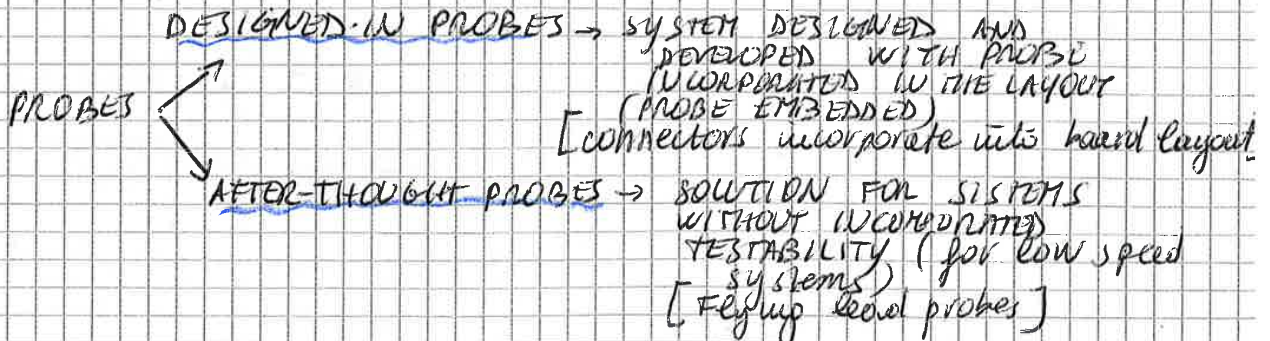 DESIGNED-IN PROBES → SYSTEM DESIGNED AND
DEVELOPED WITH PROBE
INCORPORATED IN THE LAYOUT
(PROBE EMBEDDED)
PROBES
[connectors incorporate into board layout
AFTER-THOUGHT PROBES → SOLUTION FOR SISTEMS
WITHOUT INCORPORATED
TESTABILITY (for low speed
systems)
[Flying lead probes]